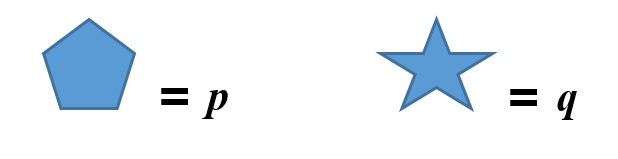 = p = q